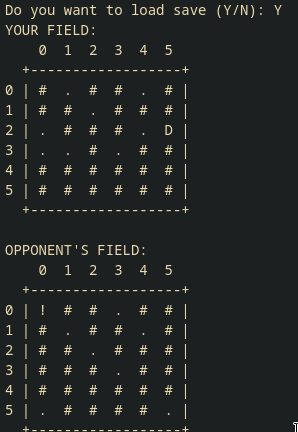 Do you want to load save (Y/N): Y
YOUR FIELD:
    0  1  2  3  4  5
  +------------------+
0 | #  .  #  #  .  # |
1 | #  #  .  #  #  # |
2 | .  #  #  #  .  D |
3 | .  .  #  .  #  # |
4 | #  #  #  #  #  # |
5 | #  #  #  #  #  # |
  +------------------+

OPPONENT'S FIELD:
    0  1  2  3  4  5
  +------------------+
0 | !  #  #  .  #  # |
1 | #  .  #  #  .  # |
2 | #  #  .  #  #  # |
3 | #  #  #  .  #  # |
4 | #  #  #  #  #  # |
5 | .  #  #  #  #  . |
  +------------------+